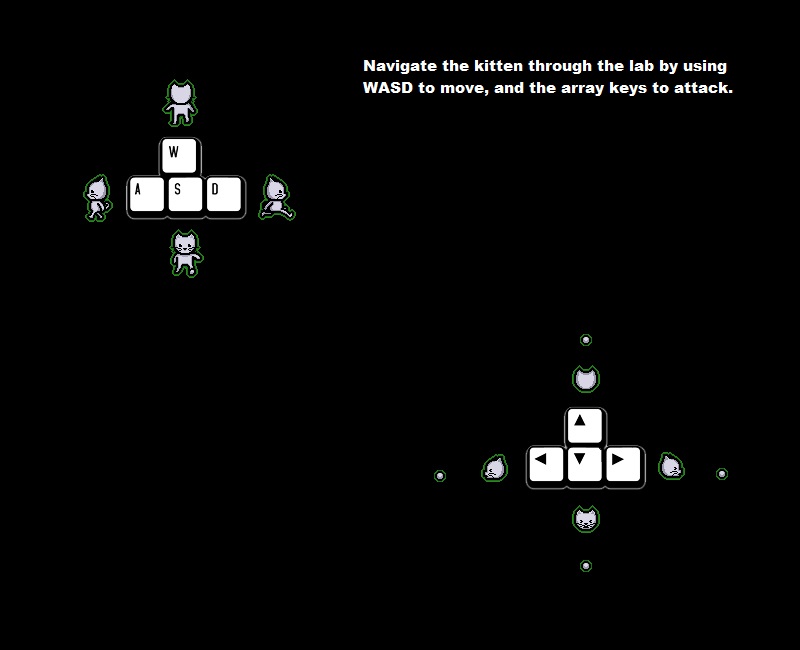 Navigate the kitten through the lab by using
WASD to move, and the array keys to attack.
W
A S D